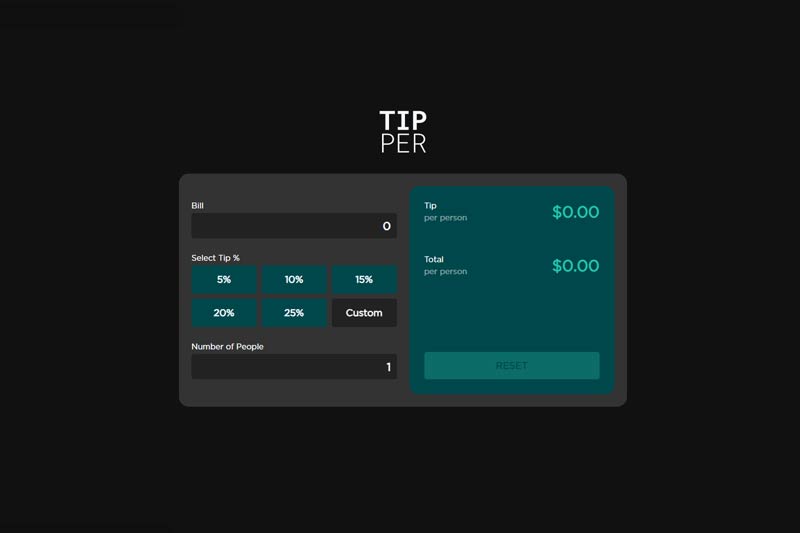 TIP
PER
Bill
0
Select Tip %
5%
10%
15%
20%
25%
Custom
Number of People
1
Tip
per person
$0.00
Total
per person
$0.00
RESET